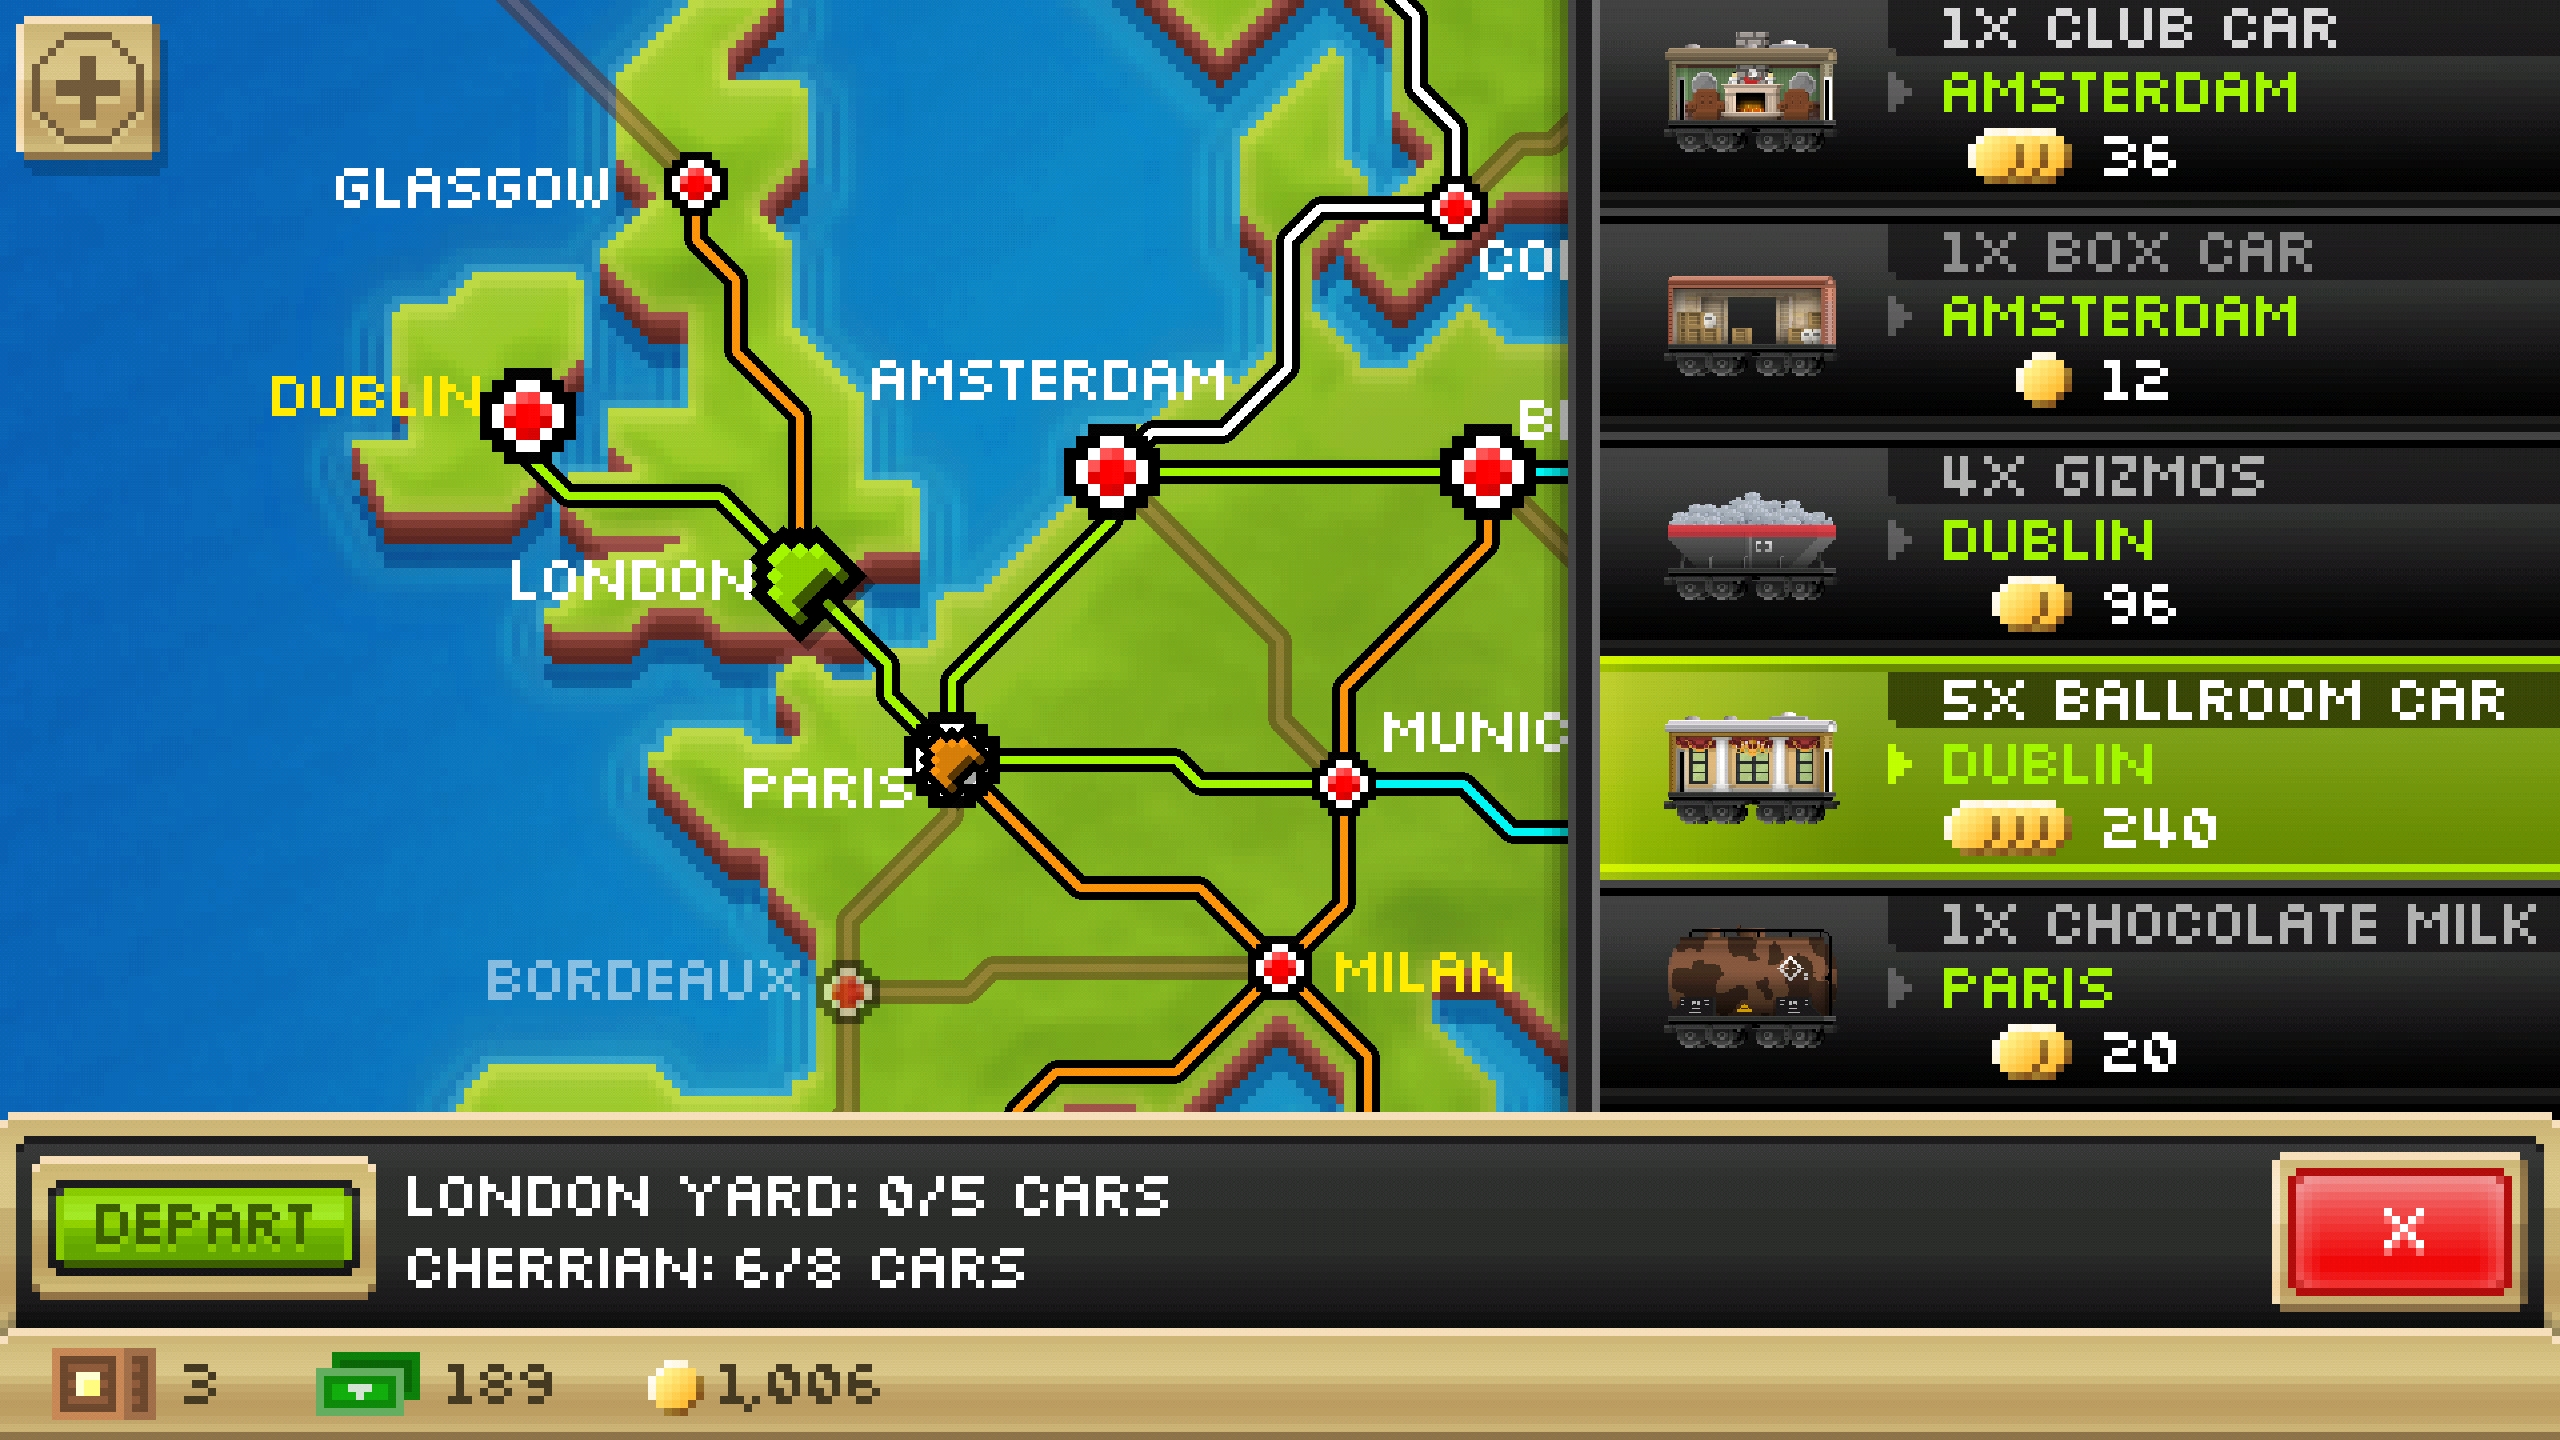 GLASGOW
DUBLIN
AMSTERDAM
LONDON
PARIS
BORDEAUX
MILAN
1X CLUB CAR
AMSTERDAM
36
1X BOX CAR
AMSTERDAM
12
4X GIZMOS
DUBLIN
96
5X BALLROOM CAR
DUBLIN
240
1X CHOCOLATE MILK
PARIS
20
DEPART
LONDON YARD: 0/5 CARS
CHERRIAN: 6/8 CARS
X
3
189
1,006